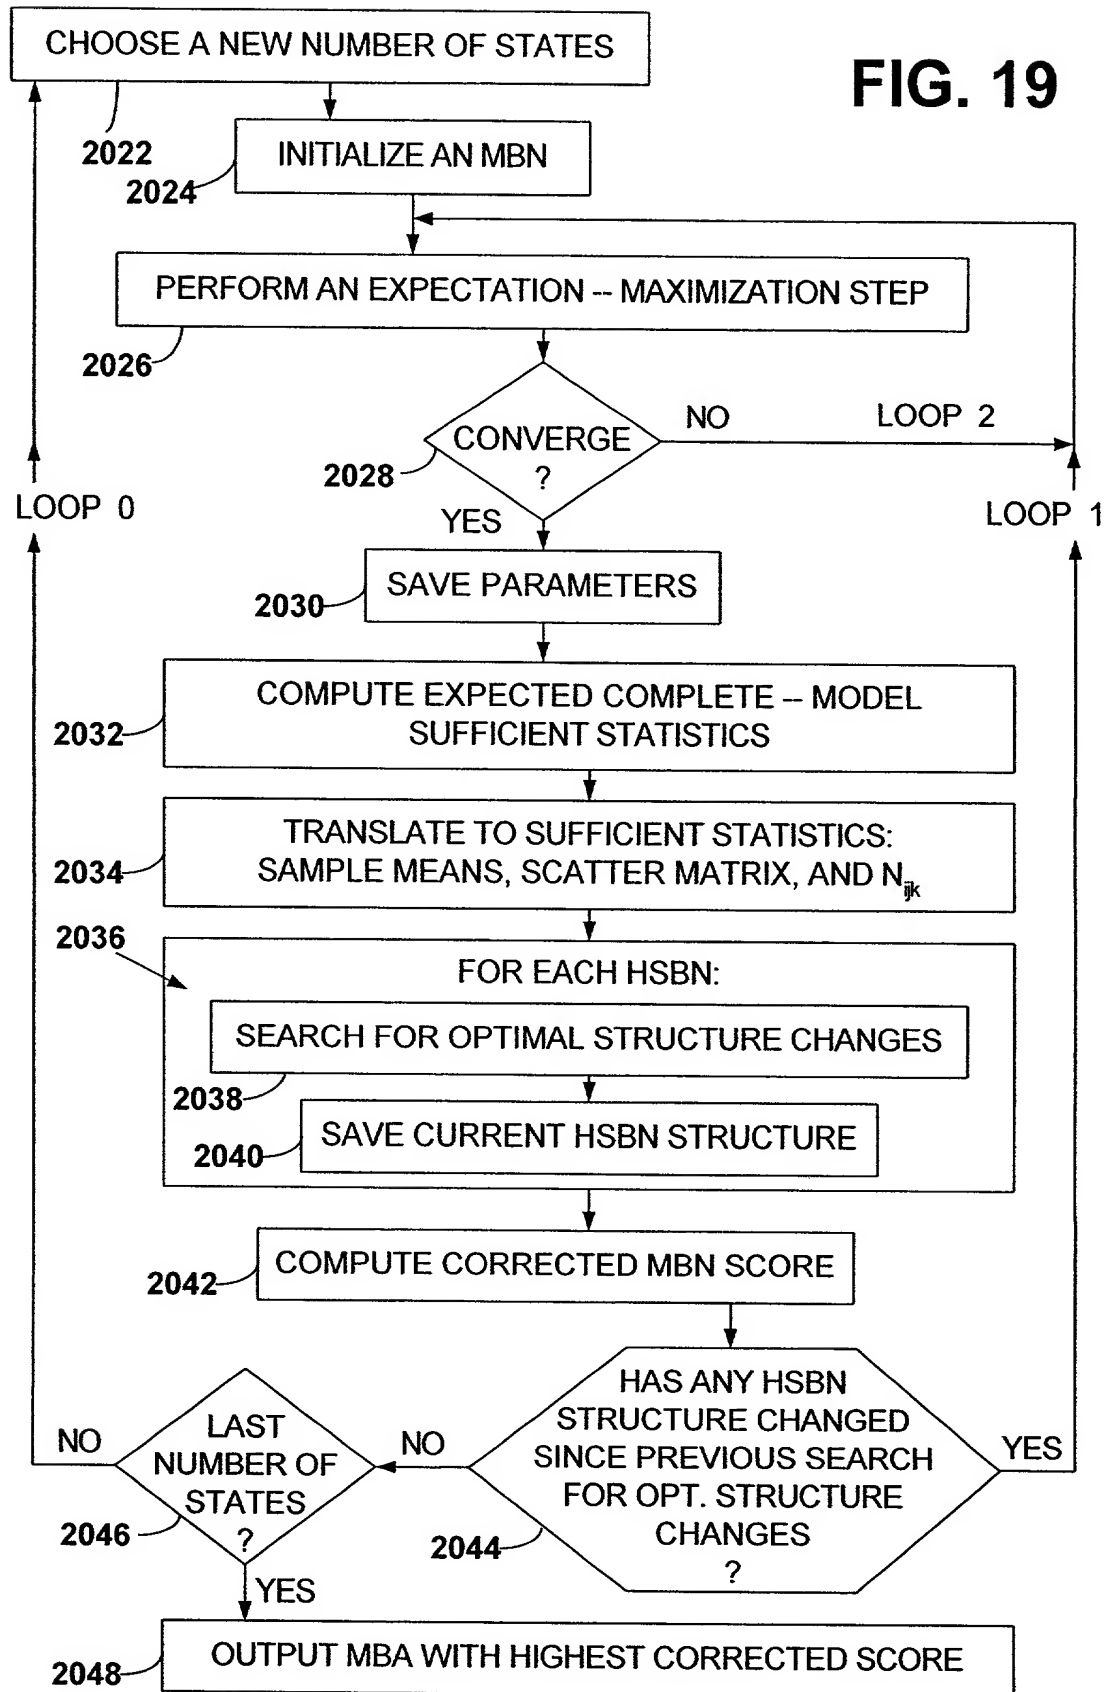 CHOOSE A NEW NUMBER OF STATES
FIG. 19
2022
INITIALIZE AN MBN
2024
PERFORM AN EXPECTATION -- MAXIMIZATION STEP
2026
CONVERGE
?
2028
NO
LOOP 2
YES
LOOP 0
LOOP 1
SAVE PARAMETERS
2030
COMPUTE EXPECTED COMPLETE -- MODEL
SUFFICIENT STATISTICS
2032
TRANSLATE TO SUFFICIENT STATISTICS:
SAMPLE MEANS, SCATTER MATRIX, AND Nijk
2034
2036
FOR EACH HSBN:
SEARCH FOR OPTIMAL STRUCTURE CHANGES
2038
SAVE CURRENT HSBN STRUCTURE
2040
COMPUTE CORRECTED MBN SCORE
2042
HAS ANY HSBN
STRUCTURE CHANGED
SINCE PREVIOUS SEARCH
FOR OPT. STRUCTURE
CHANGES
?
2044
YES
NO
LAST
NUMBER OF
STATES
?
2046
NO
YES
OUTPUT MBA WITH HIGHEST CORRECTED SCORE
2048